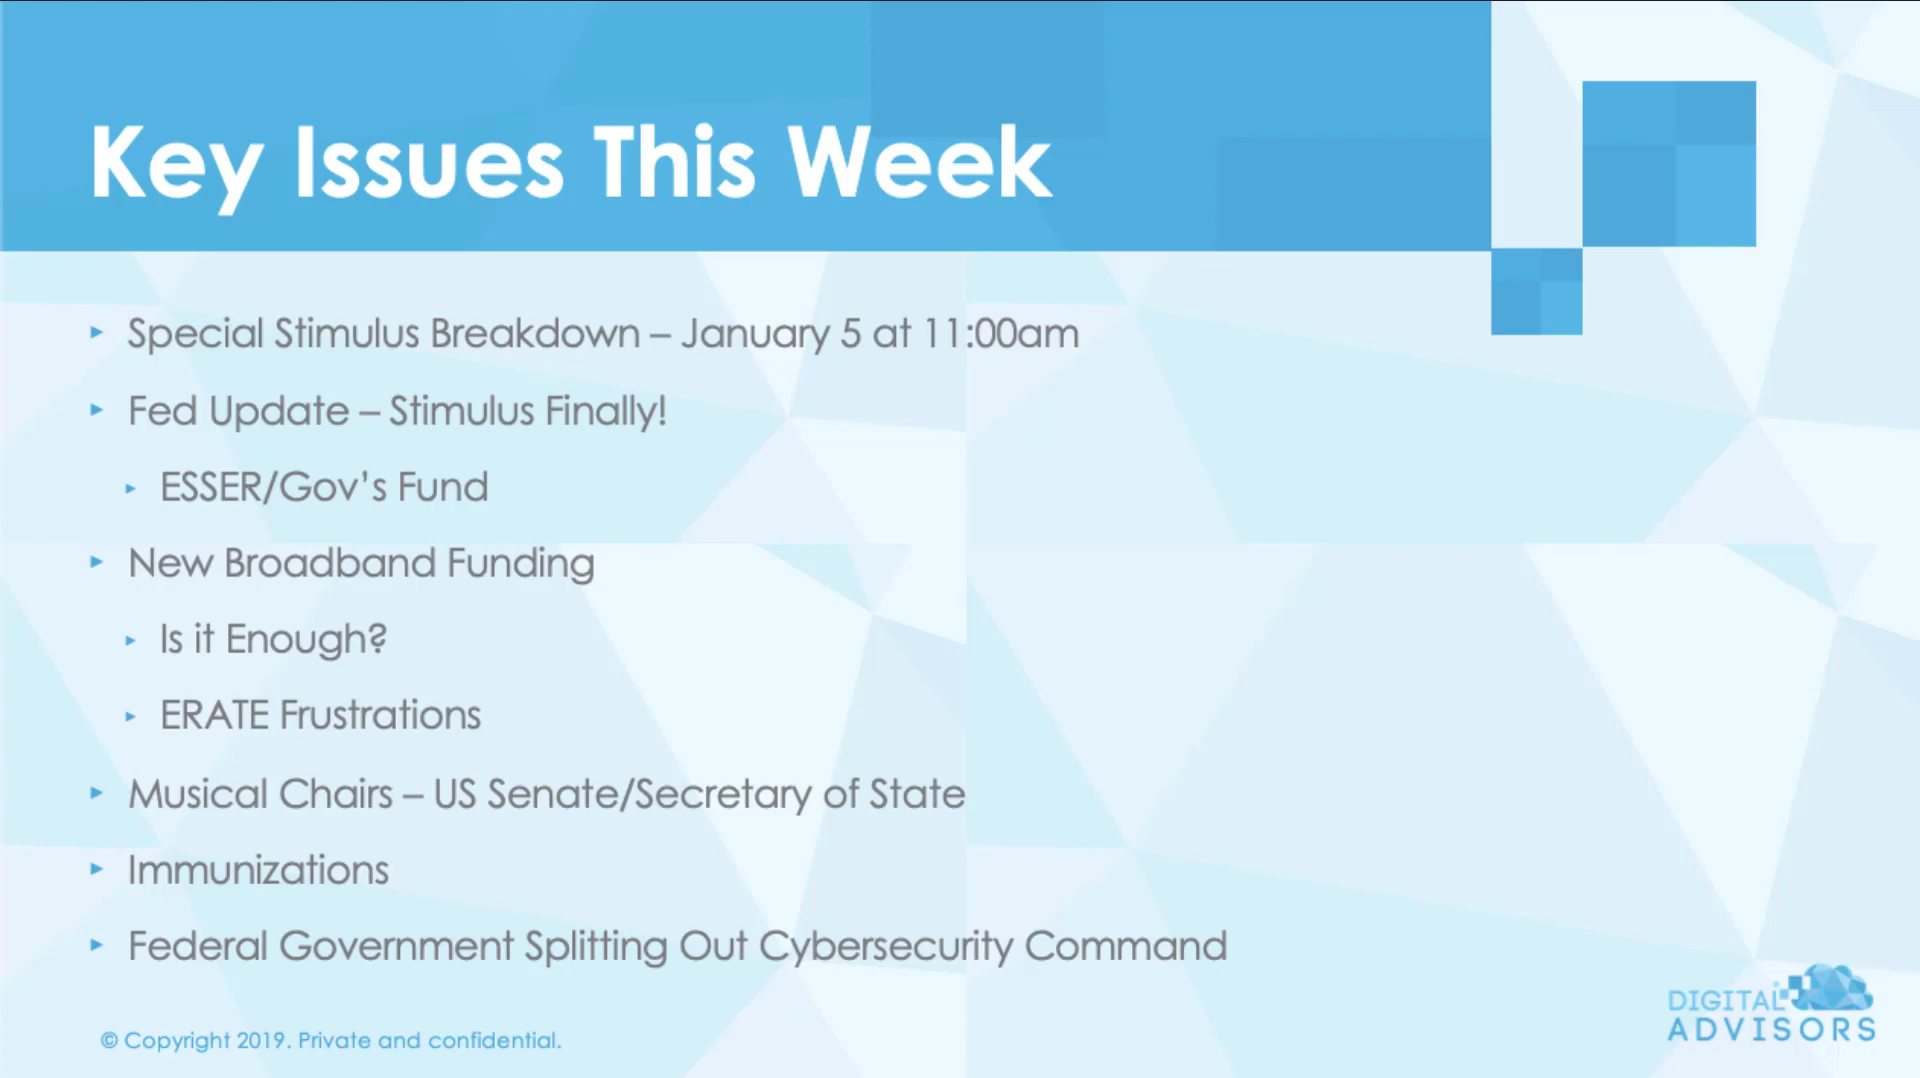 Key Issues This Week
Special Stimulus Breakdown – January 5 at 11:00am
Fed Update – Stimulus Finally!
ESSER/Gov’s Fund
New Broadband Funding
Is it Enough?
ERATE Frustrations
Musical Chairs – US Senate/Secretary of State
Immunizations
Federal Government Splitting Out Cybersecurity Command
© Copyright 2019. Private and confidential.
DIGITAL
ADVISORS